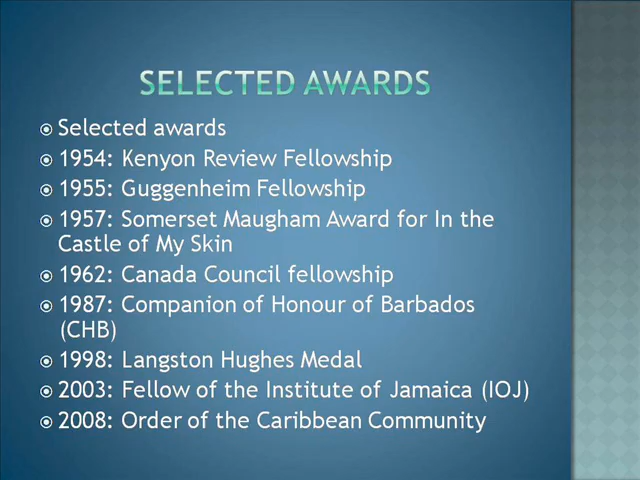 SELECTED AWARDS
Selected awards
1954: Kenyon Review Fellowship
1955: Guggenheim Fellowship
1957: Somerset Maugham Award for In the
Castle of My Skin
1962: Canada Council fellowship
1987: Companion of Honour of Barbados
(CHB)
1998: Langston Hughes Medal
2003: Fellow of the Institute of Jamaica (IOJ)
2008: Order of the Caribbean Community